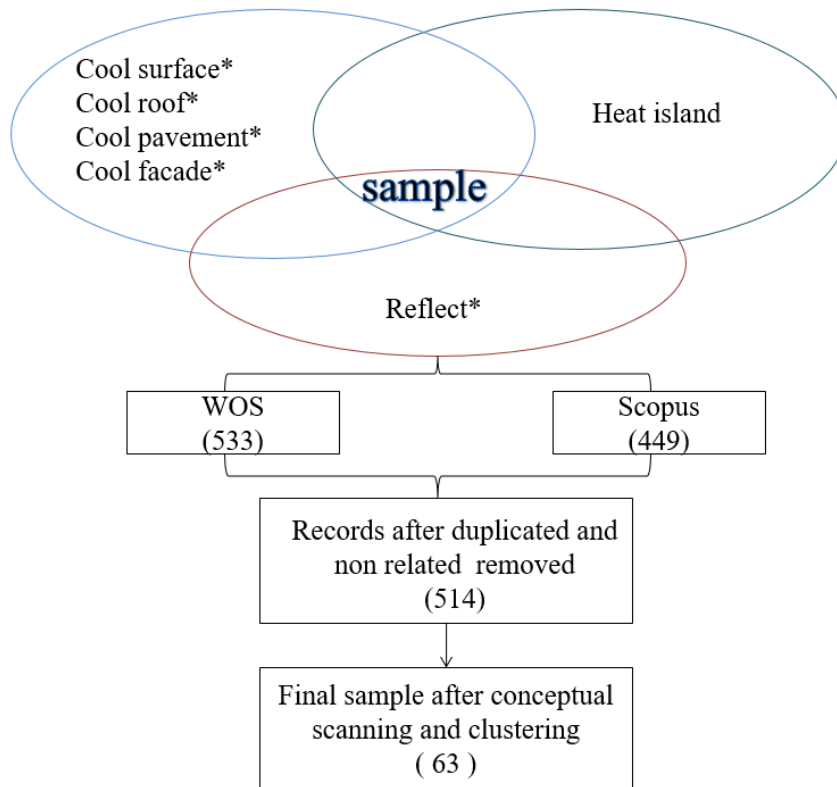 Cool surface*
Cool roof*
Cool pavement*
Cool facade*
Heat island
sample
Reflect*
WOS
(533)
Scopus
(449)
Records after duplicated and
non related removed
(514)
Final sample after conceptual
scanning and clustering
( 63 )